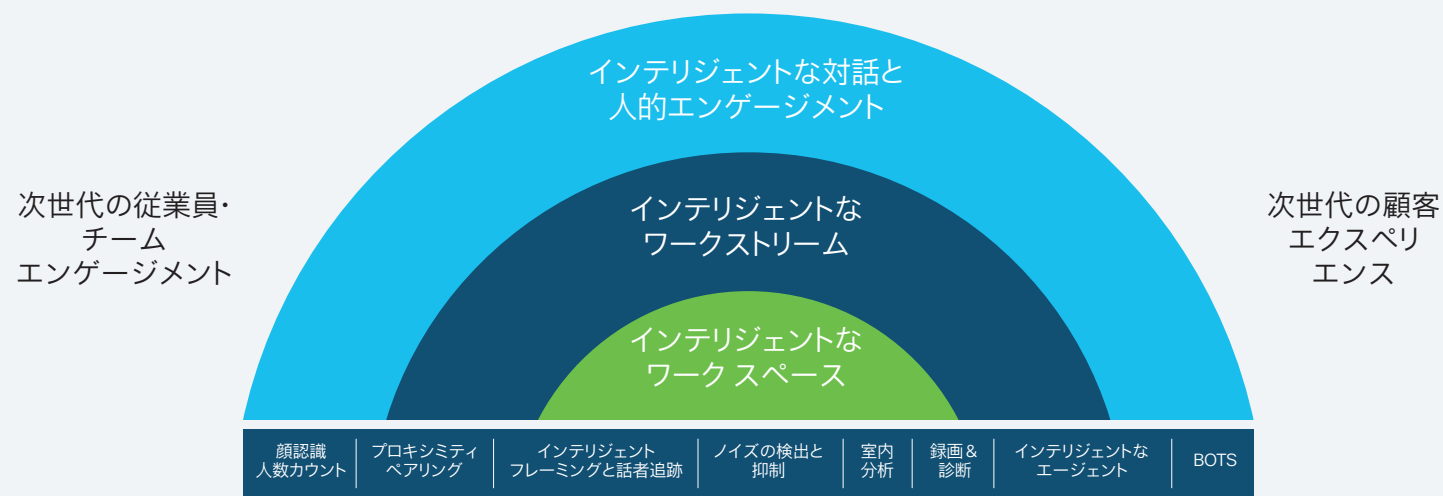 インテリジェントな対話と
人的エンゲージメント
次世代の従業員・
チーム
エンゲージメント
インテリジェントな
ワークストリーム
次世代の顧客
エクスペリ
エンス
インテリジェントな
ワーク スペース
顔認識
人数カウント
プロキシミティ
ペアリング
インテリジェント
フレーミングと話者追跡
ノイズの検出と
抑制
室内
分析
録画&
診断
インテリジェントな
エージェント
BOTS